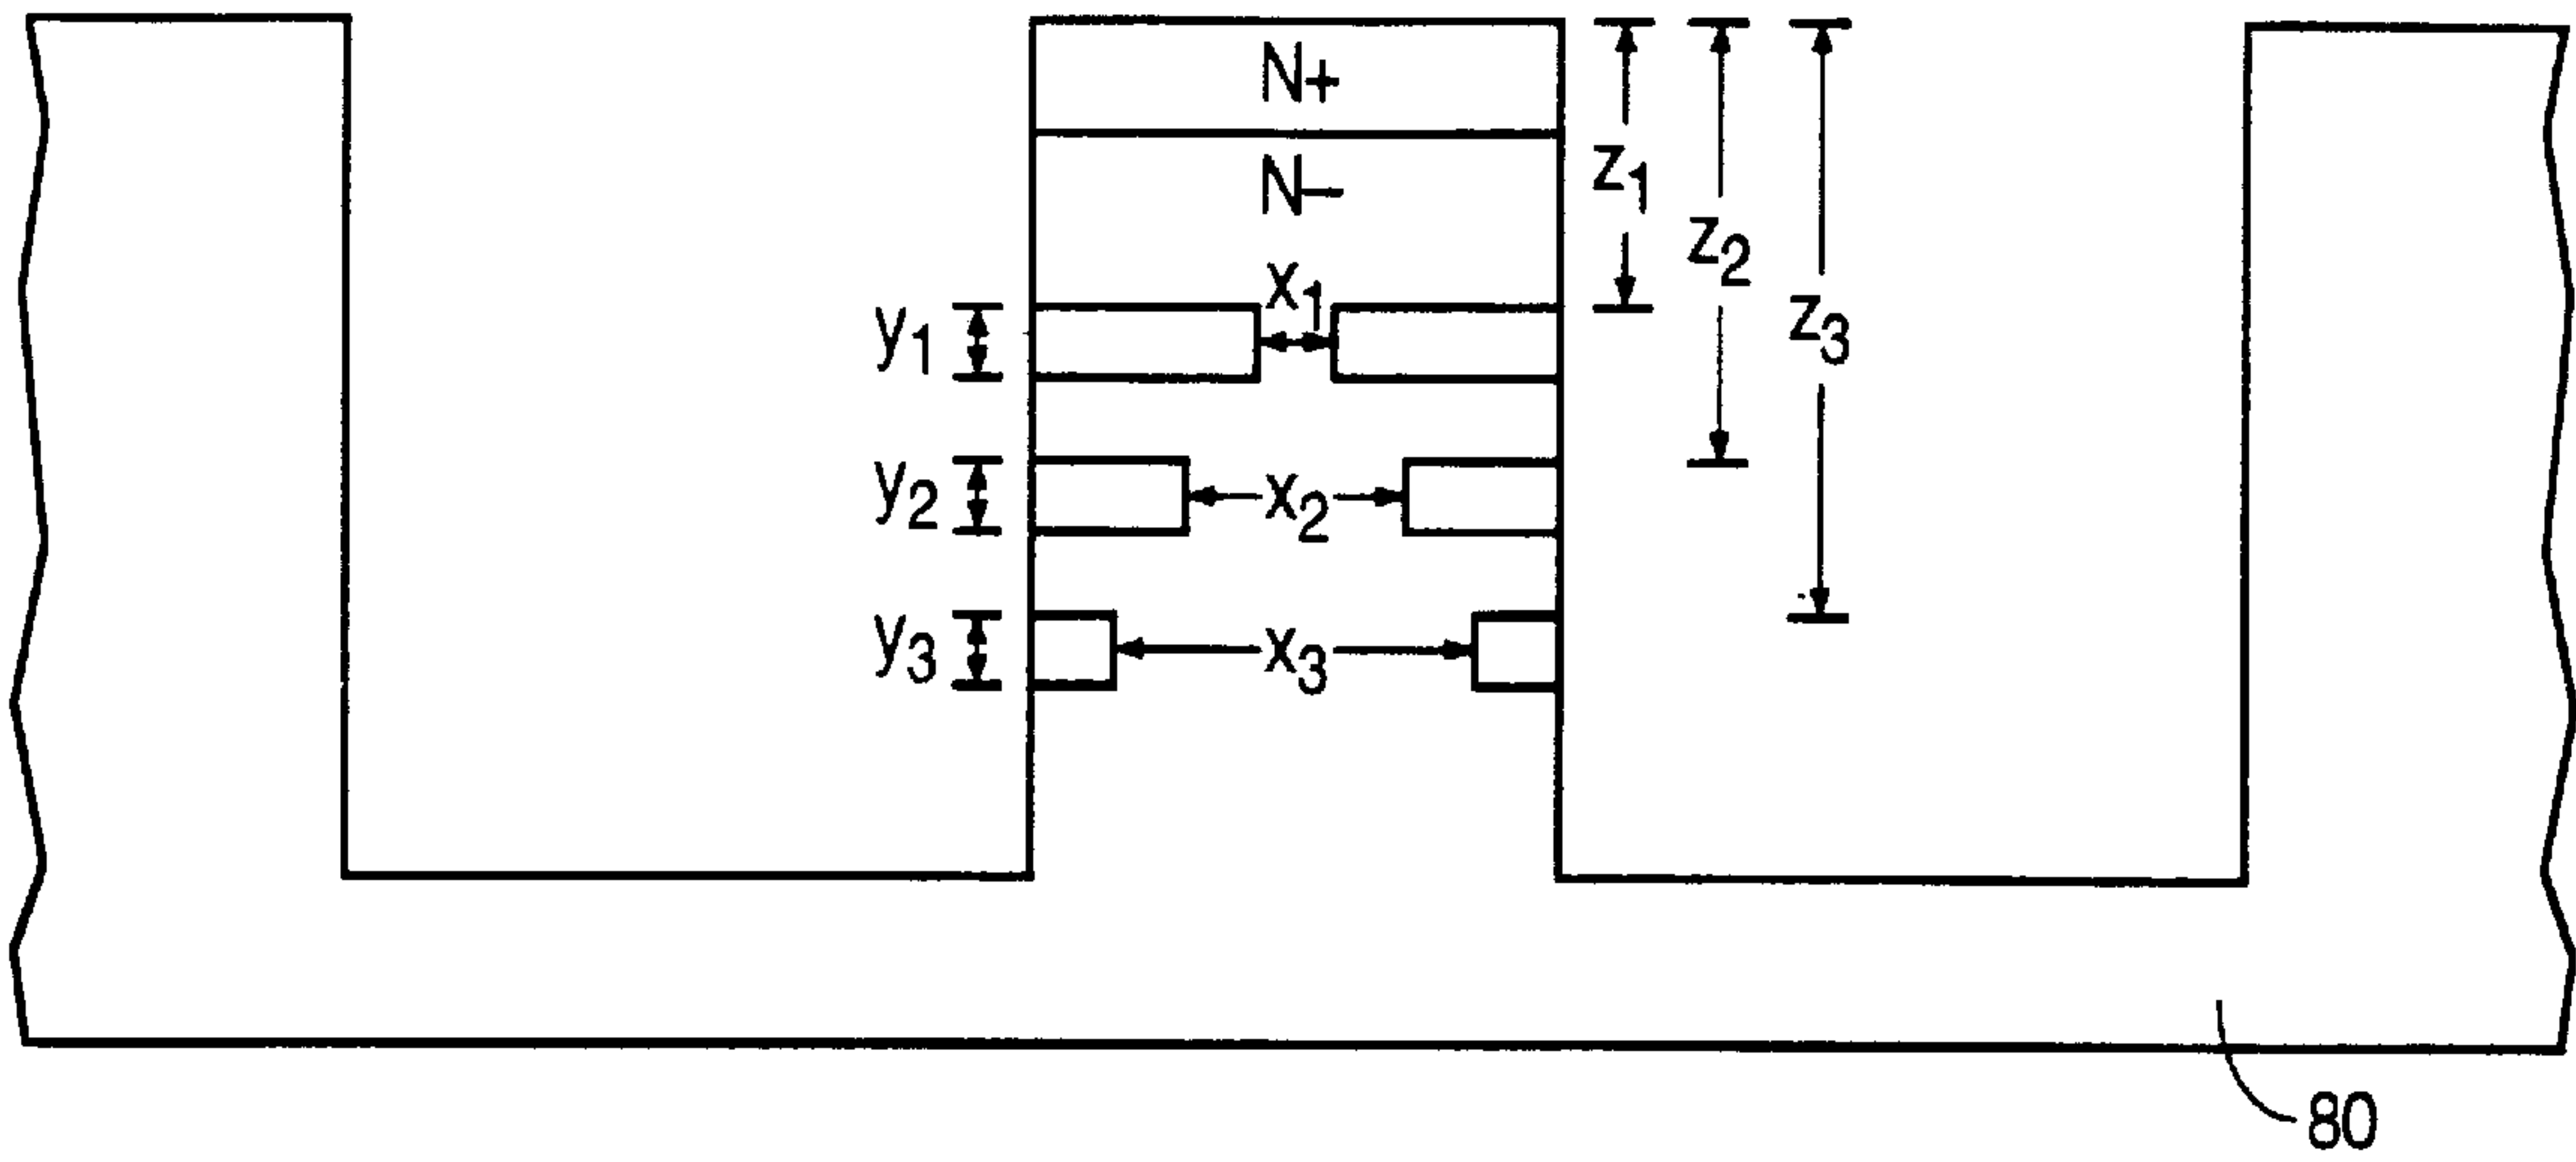 N+
N−
z₁
z₂
z₃
x₁
y₁
y₂
x₂
y₃
x₃
80